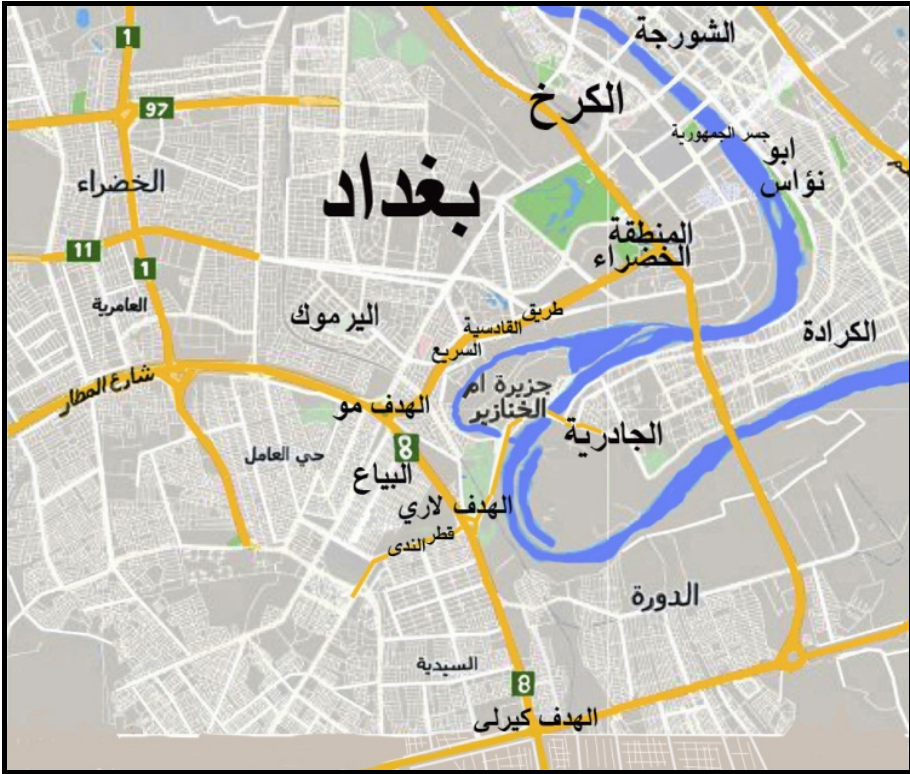 الشورجة
1
الكرخ
97
جسر الجمهورية
ابو
نؤاس
بغداد
الخضراء
المنطقة
الخضراء
11
1
العامرية
طريق
القادسية
السريع
اليرموك
الكرادة
شارع المطار
جزيرة ام
الخنازير
الهدف مو
الجادرية
8
حي العامل
البياع
الهدف لاري
قطر الندى
الدورة
السيدية
8
الهدف كيرلى